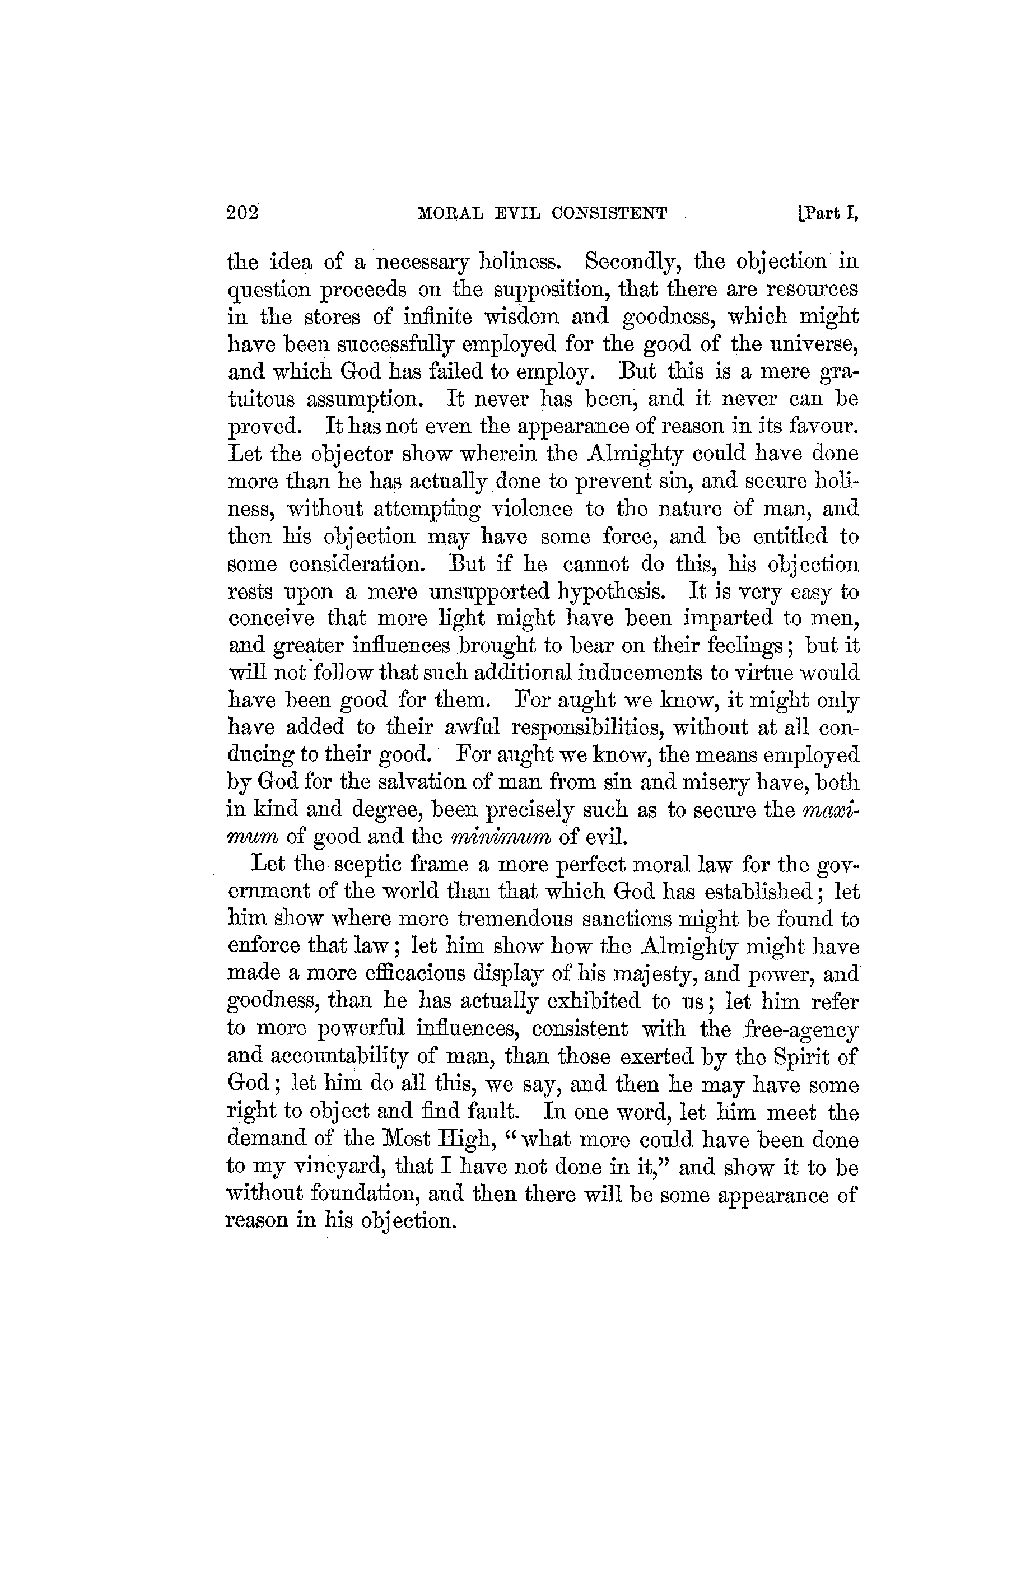 202 MORAL EVIL CONSISTENT [Part I,
the idea of a necessary holiness. Secondly, the objection in
question proceeds on the supposition, that there are resources
in the stores of infinite wisdom and goodness, which might
have been successfully employed for the good of the universe,
and which God has failed to employ. But this is a mere gra-
tuitous assumption. It never has been, and it never can be
proved. It has not even the appearance of reason in its favour.
Let the objector show wherein the Almighty could have done
more than he has actually done to prevent sin, and secure holi-
ness, without attempting violence to the nature of man, and
then his objection may have some force, and be entitled to
some consideration. But if he cannot do this, his objection
rests upon a mere unsupported hypothesis. It is very easy to
conceive that more light might have been imparted to men,
and greater influences brought to bear on their feelings; but it
will not follow that such additional inducements to virtue would
have been good for them. For aught we know, it might only
have added to their awful responsibilities, without at all con-
ducing to their good. For aught we know, the means employed
by God for the salvation of man from sin and misery have, both
in kind and degree, been precisely such as to secure the maxi-
mum of good and the minimum of evil.
Let the sceptic frame a more perfect moral law for the gov-
ernment of the world than that which God has established; let
him show where more tremendous sanctions might be found to
enforce that law; let him show how the Almighty might have
made a more efficacious display of his majesty, and power, and
goodness, than he has actually exhibited to us; let him refer
to more powerful influences, consistent with the free-agency
and accountability of man, than those exerted by the Spirit of
God; let him do all this, we say, and then he may have some
right to object and find fault. In one word, let him meet the
demand of the Most High, “what more could have been done
to my vineyard, that I have not done in it,” and show it to be
without foundation, and then there will be some appearance of
reason in his objection.